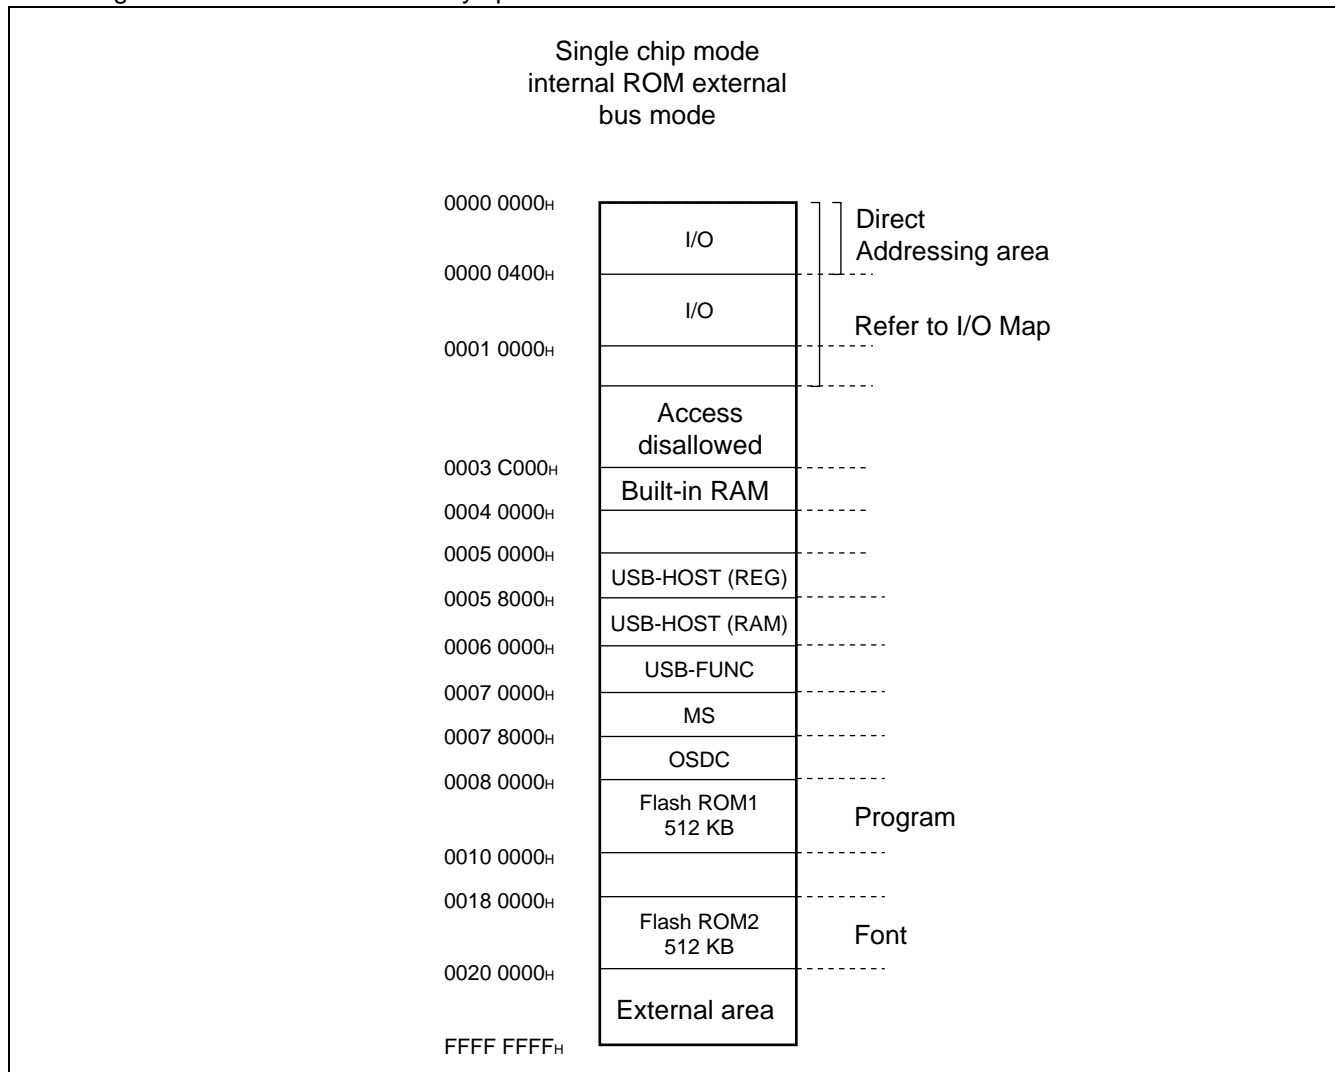 Single chip mode
internal ROM external
bus mode
0000 0000H
I/O
Direct
Addressing area
0000 0400H
I/O
Refer to I/O Map
0001 0000H
Access
disallowed
0003 C000H
Built-in RAM
0004 0000H
0005 0000H
USB-HOST (REG)
0005 8000H
USB-HOST (RAM)
0006 0000H
USB-FUNC
0007 0000H
MS
0007 8000H
OSDC
0008 0000H
Flash ROM1
512 KB
Program
0010 0000H
0018 0000H
Flash ROM2
512 KB
Font
0020 0000H
External area
FFFF FFFFH